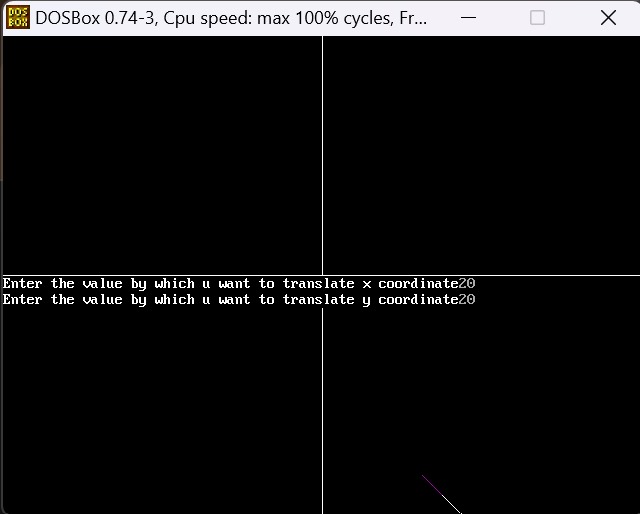 DOS
BOX
DOSBox 0.74-3, Cpu speed: max 100% cycles, Fr...
Enter the value by which u want to translate x coordinate20
Enter the value by which u want to translate y coordinate20